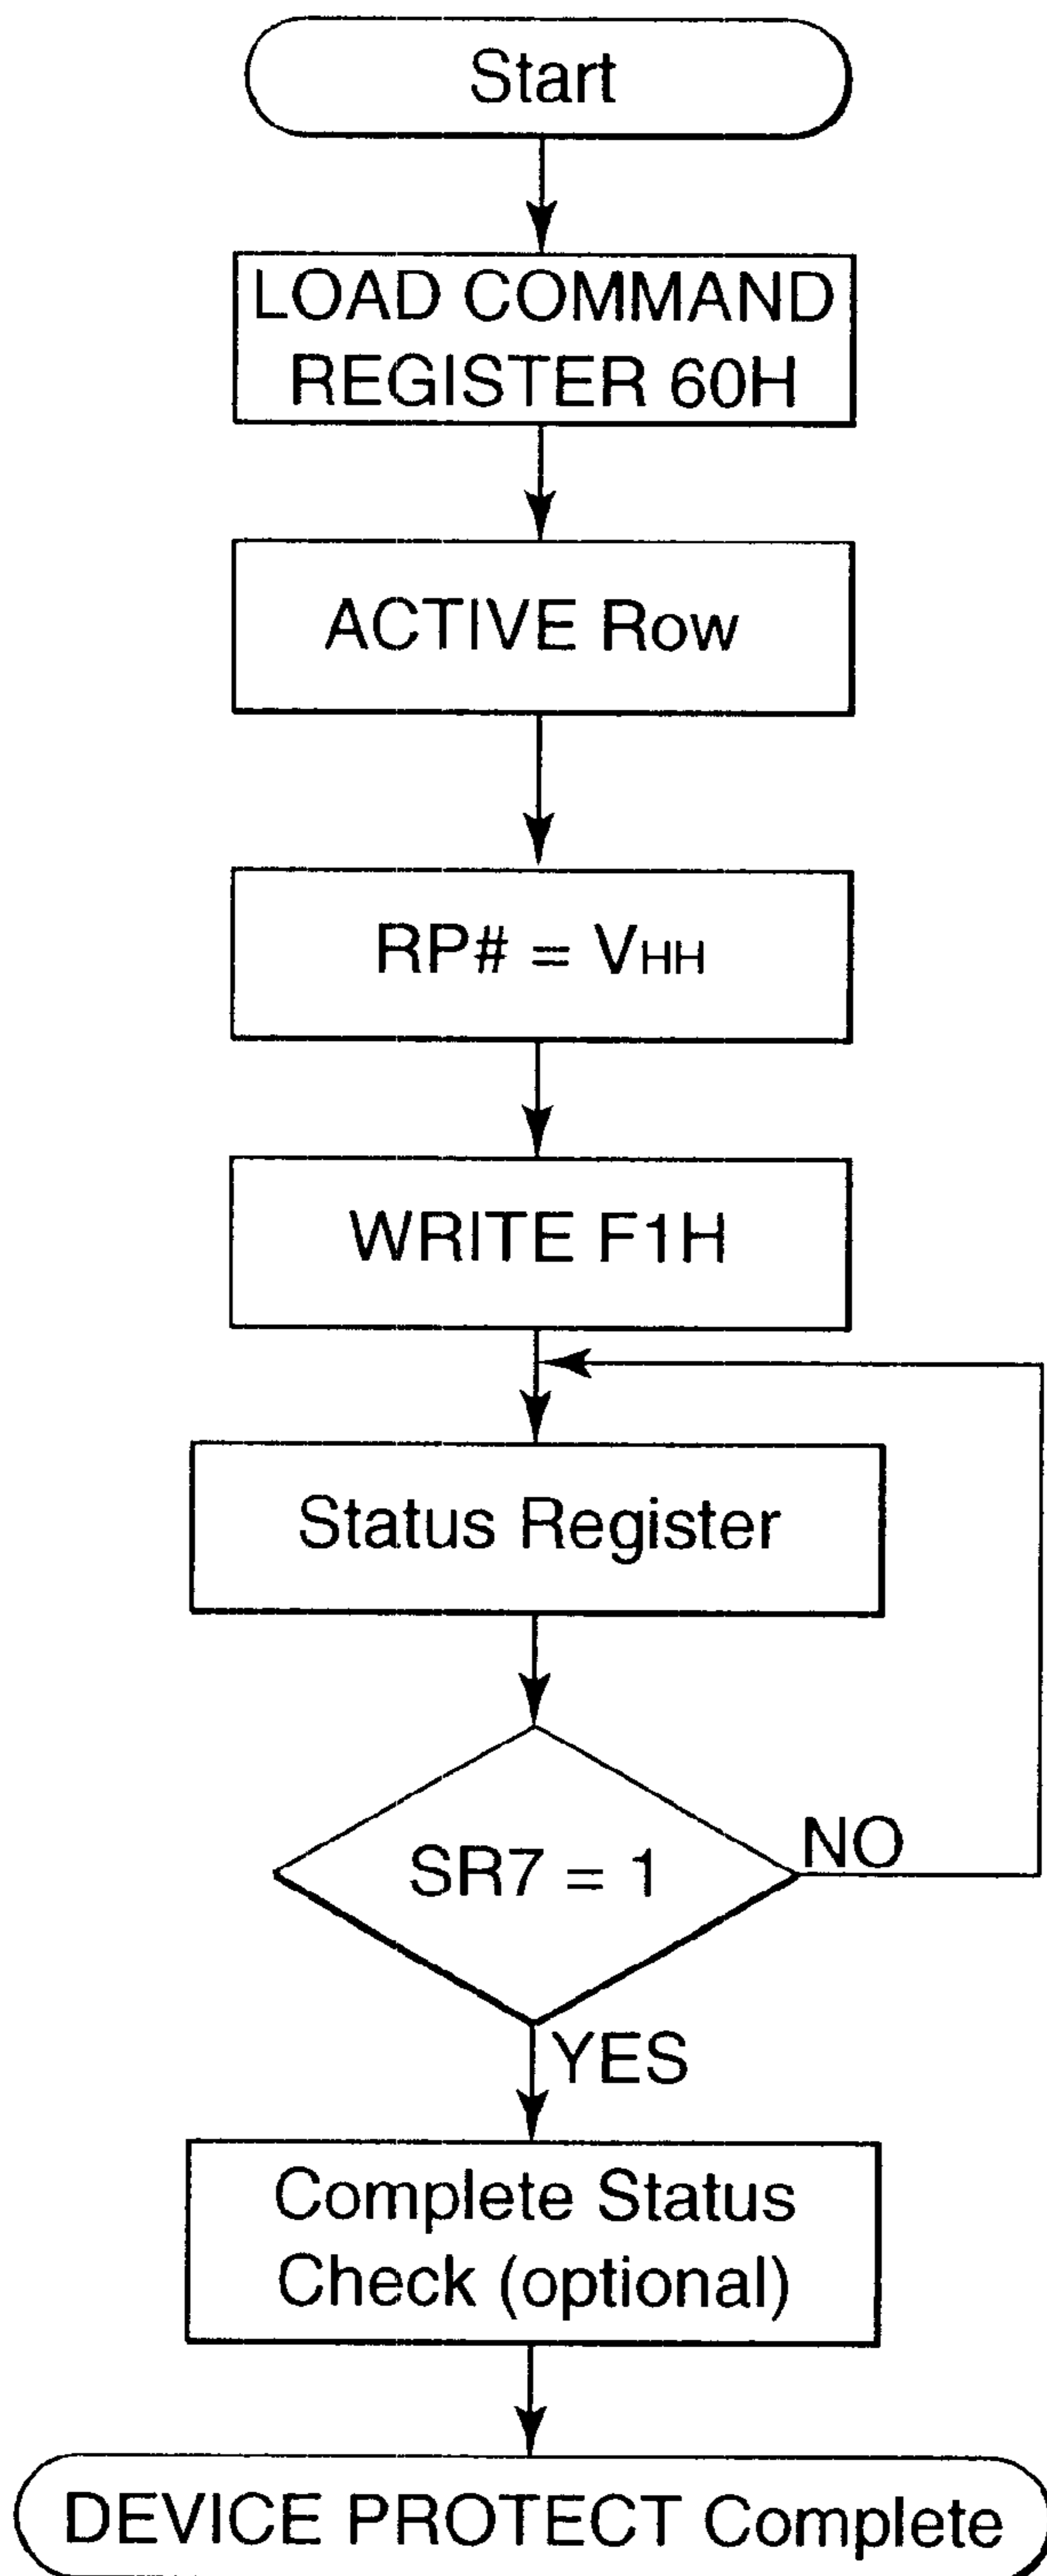 Start
LOAD COMMAND
REGISTER 60H
ACTIVE Row
RP# = VHH
WRITE F1H
Status Register
SR7 = 1
NO
YES
Complete Status
Check (optional)
DEVICE PROTECT Complete